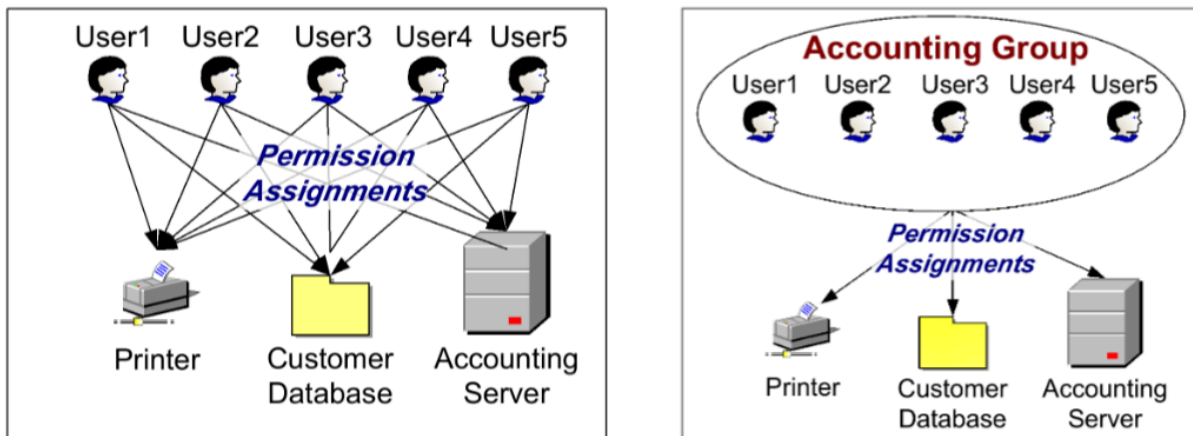 User1 User2 User3 User4 User5
Permission
Assignments
Printer
Customer
Database
Accounting
Server
Accounting Group
User1 User2 User3 User4 User5
Permission
Assignments
Printer
Customer
Database
Accounting
Server